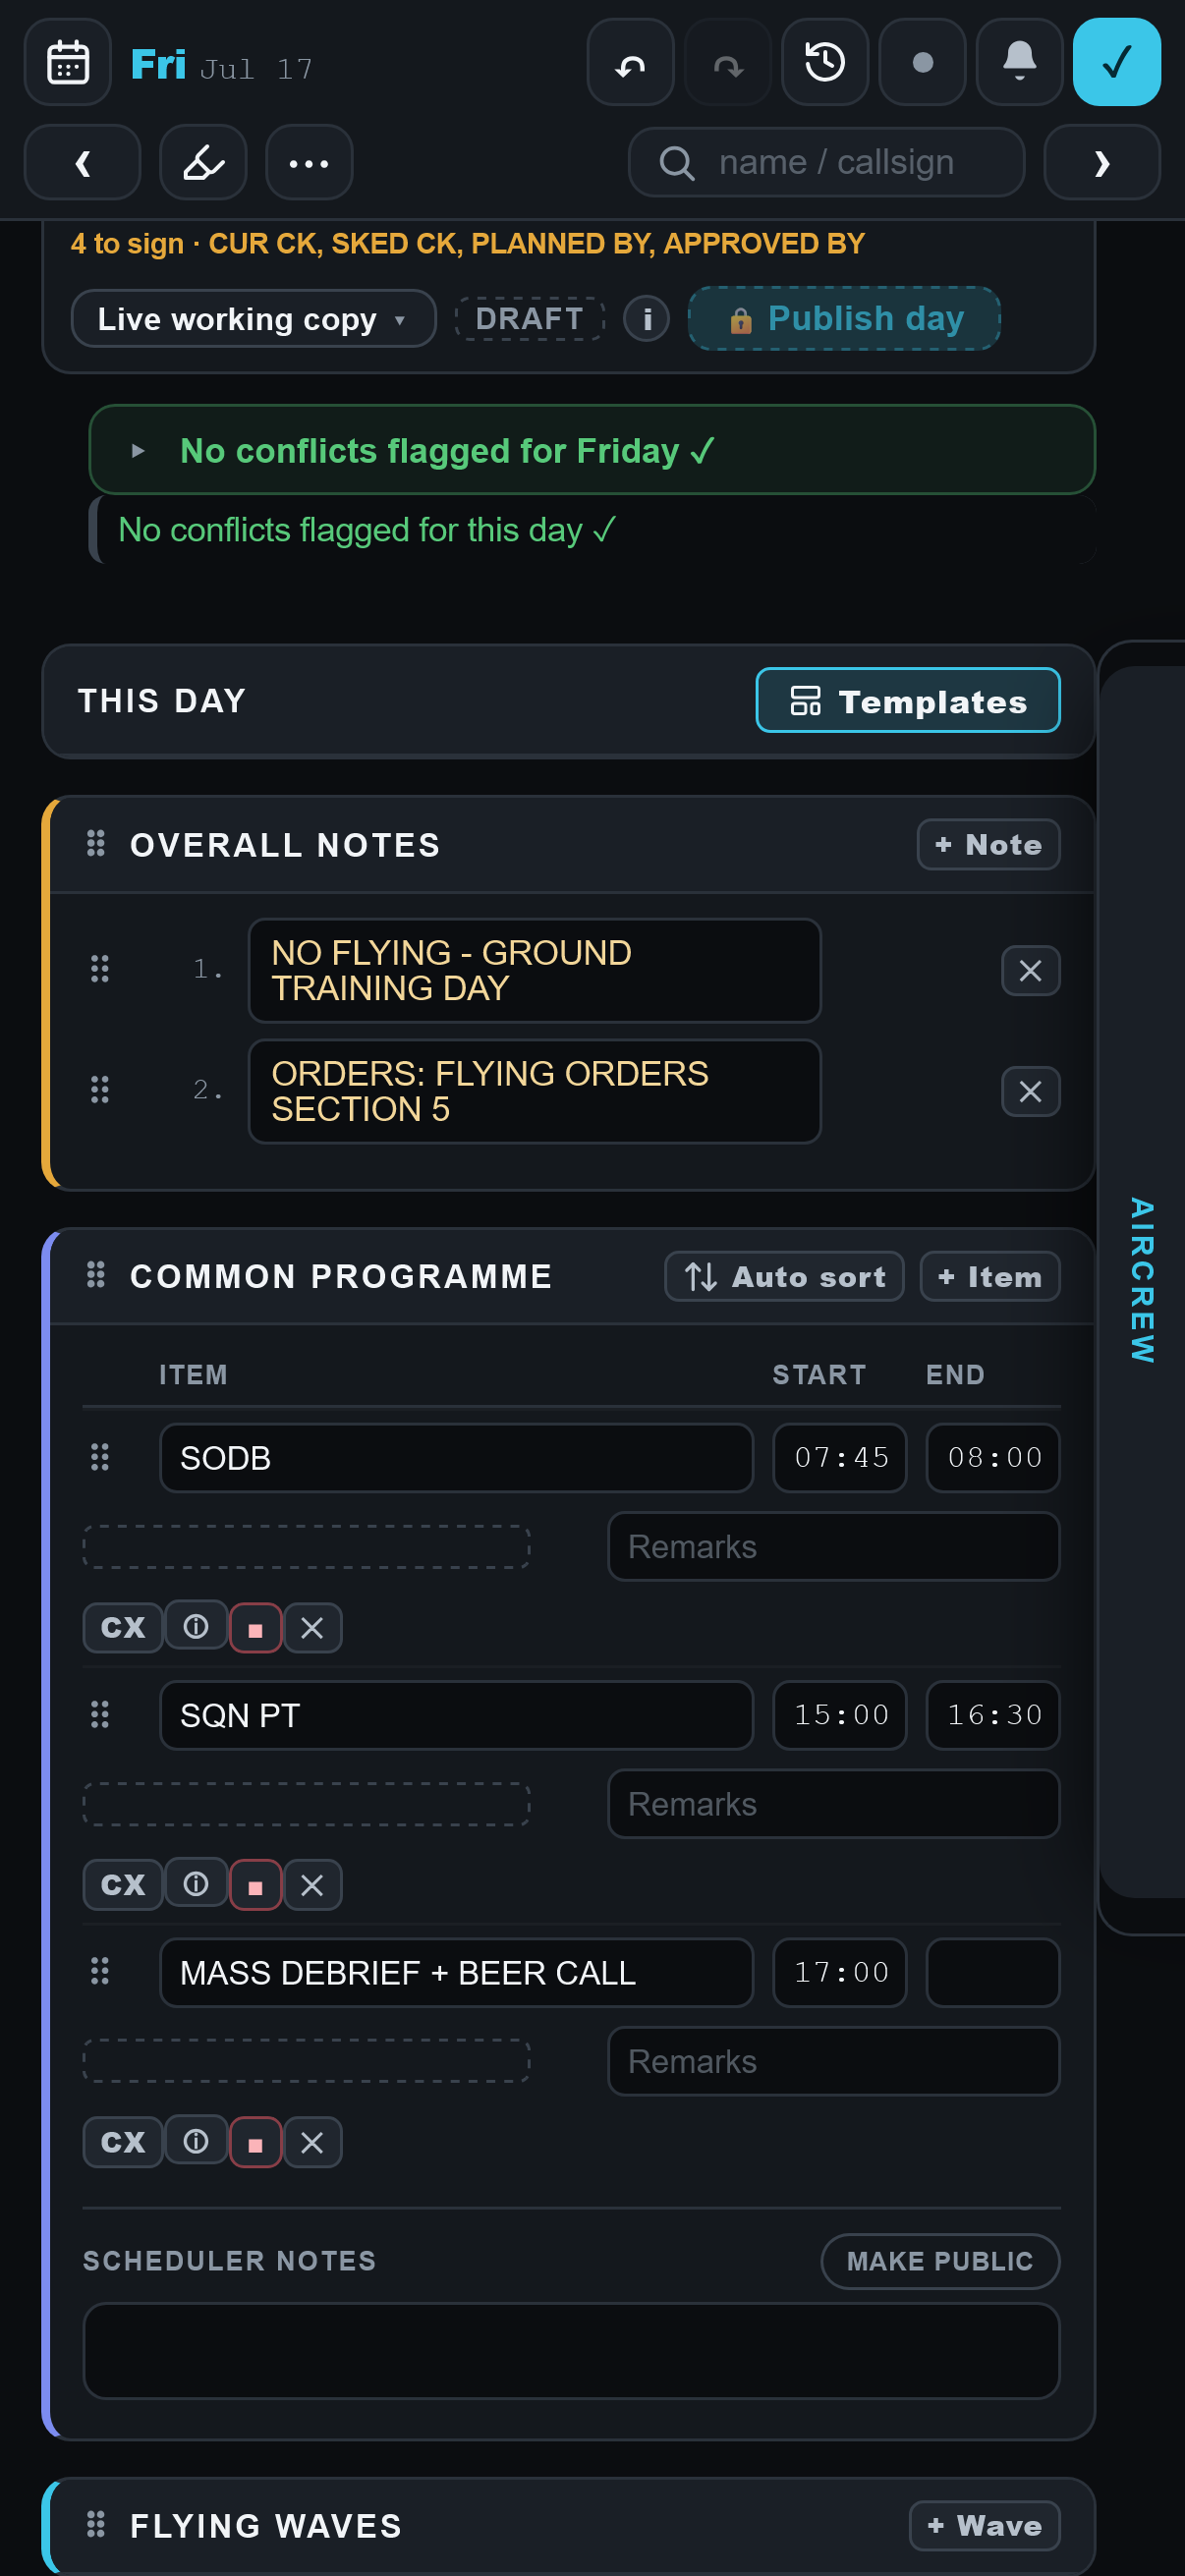 Fri Jul 17
name / callsign
4 to sign · CUR CK, SKED CK, PLANNED BY, APPROVED BY
Live working copy ▾ DRAFT i 🔒 Publish day
▸ No conflicts flagged for Friday ✓
No conflicts flagged for this day ✓
THIS DAY Templates
OVERALL NOTES + Note
1. NO FLYING - GROUND
TRAINING DAY
2. ORDERS: FLYING ORDERS
SECTION 5
AIRCREW
COMMON PROGRAMME Auto sort + Item
ITEM START END
SODB 07:45 08:00
Remarks
CX
SQN PT 15:00 16:30
Remarks
CX
MASS DEBRIEF + BEER CALL 17:00
Remarks
CX
SCHEDULER NOTES MAKE PUBLIC
FLYING WAVES + Wave